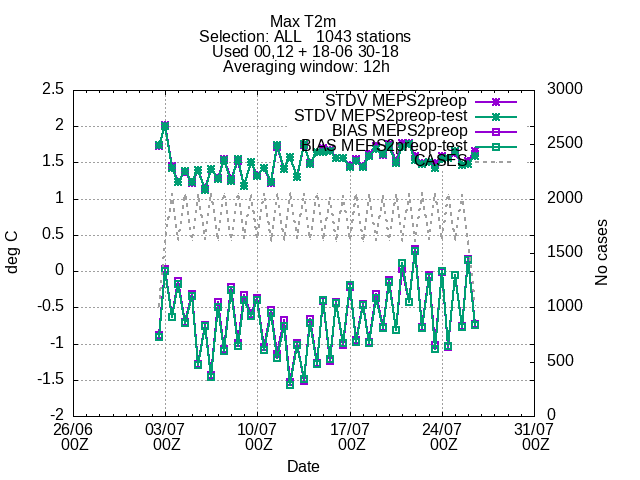 Max T2m
Selection: ALL 1043 stations
Used 00,12 + 18-06 30-18
Averaging window: 12h
STDV MEPS2preop
STDV MEPS2preop-test
BIAS MEPS2preop
BIAS MEPS2preop-test
CASES
deg C
2.5
2
1.5
1
0.5
0
-0.5
-1
-1.5
-2
No cases
3000
2500
2000
1500
1000
500
0
26/06 03/07 10/07 17/07 24/07 31/07
00Z 00Z 00Z 00Z 00Z 00Z
Date